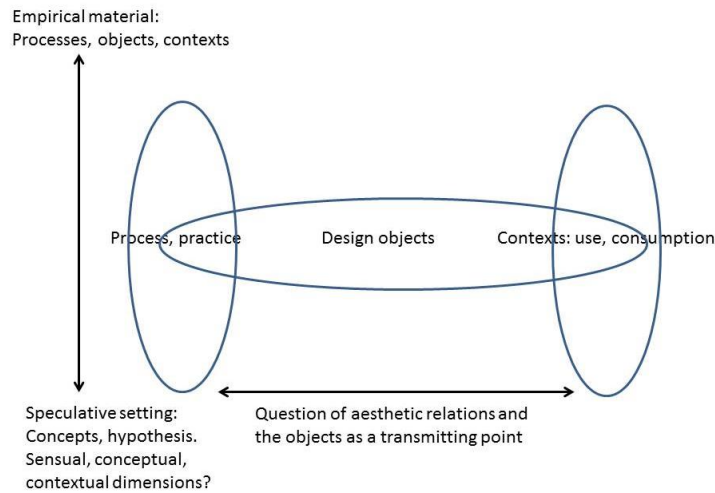 Empirical material:
Processes, objects, contexts
Process, practice
Design objects
Contexts: use, consumption
Speculative setting:
Concepts, hypothesis.
Sensual, conceptual,
contextual dimensions?
Question of aesthetic relations and
the objects as a transmitting point